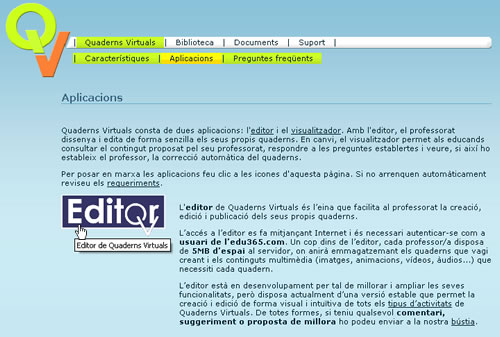 QV
| Quaderns Virtuals | Biblioteca | Documents | Suport |
| Característiques | Aplicacions | Preguntes freqüents
Aplicacions
Quaderns Virtuals consta de dues aplicacions: l'editor i el visualitzador. Amb l'editor, el professorat
dissenya i edita de forma senzilla els seus propis quaderns. En canvi, el visualitzador permet als educands
consultar el contingut proposat pel seu professorat, respondre a les preguntes establertes i veure, si així ho
estableix el professor, la correcció automàtica del quaderns.
Per posar en marxa les aplicacions feu clic a les icones d'aquesta pàgina. Si no arrenquen automàticament
reviseu els requeriments.
EditQVr
Editor de Quaderns Virtuals
L'editor de Quaderns Virtuals és l'eina que facilita al professorat la creació,
edició i publicació dels seus propis quaderns.
L'accés a l'editor es fa mitjançant Internet i és necessari autenticar-se com a
usuari de l'edu365.com. Un cop dins de l'editor, cada professor/a disposa
de 5MB d'espai al servidor, on anirà emmagatzemant els quaderns que vagi
creant i els continguts multimèdia (imatges, animacions, vídeos, àudios...) que
necessiti cada quadern.
L'editor està en desenvolupament per tal de millorar i ampliar les seves
funcionalitats, però disposa actualment d'una versió estable que permet la
creació i edició de forma visual i intuïtiva de tots els tipus d'activitats de
Quaderns Virtuals. De totes formes, si teniu qualsevol comentari,
suggeriment o proposta de millora ho podeu enviar a la nostra bústia.